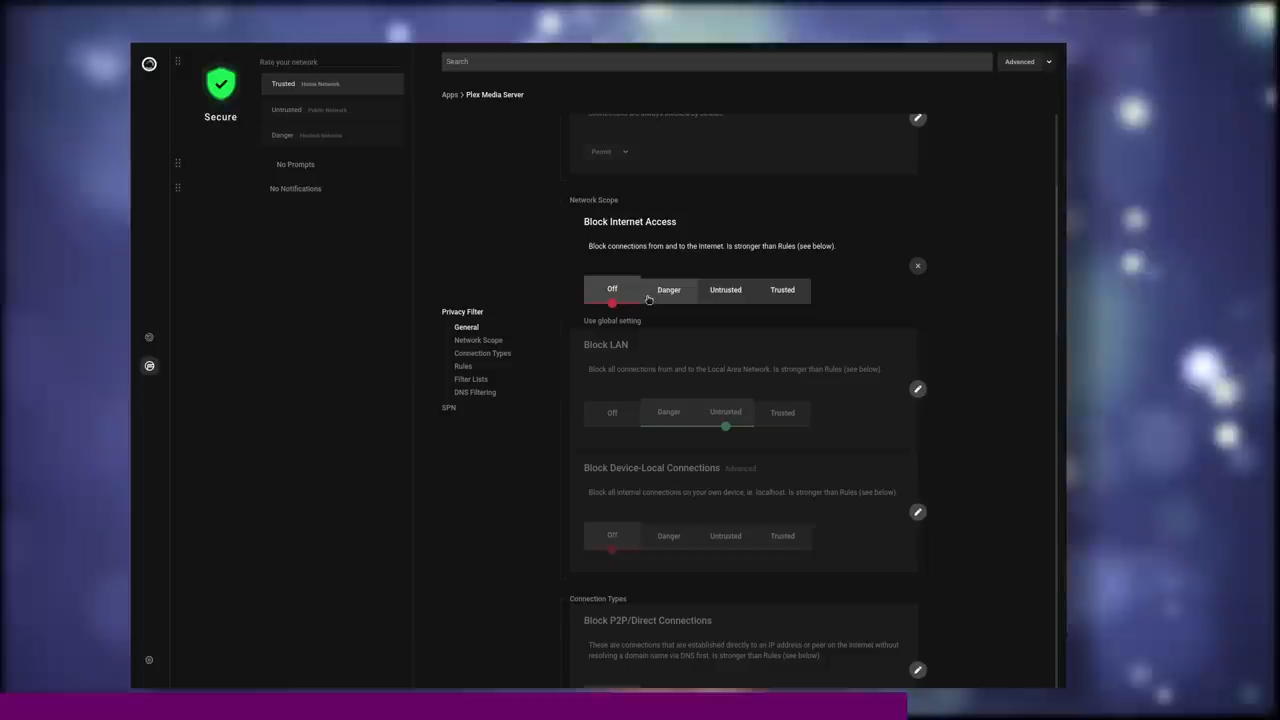 Rate your network
Secure
Trusted Home Network
Untrusted Public Network
Danger Hacked Network
No Prompts
No Notifications
Search
Advanced
Apps > Plex Media Server
Permit
Privacy Filter
General
Network Scope
Connection Types
Rules
Filter Lists
DNS Filtering
SPN
Network Scope
Block Internet Access
Block connections from and to the Internet. Is stronger than Rules (see below).
Off Danger Untrusted Trusted
Use global setting
Block LAN
Block all connections from and to the Local Area Network. Is stronger than Rules (see below).
Off Danger Untrusted Trusted
Block Device-Local Connections Advanced
Block all internal connections on your own device, ie. localhost. Is stronger than Rules (see below).
Off Danger Untrusted Trusted
Connection Types
Block P2P/Direct Connections
These are connections that are established directly to an IP address or peer on the Internet without
resolving a domain name via DNS first. Is stronger than Rules (see below)